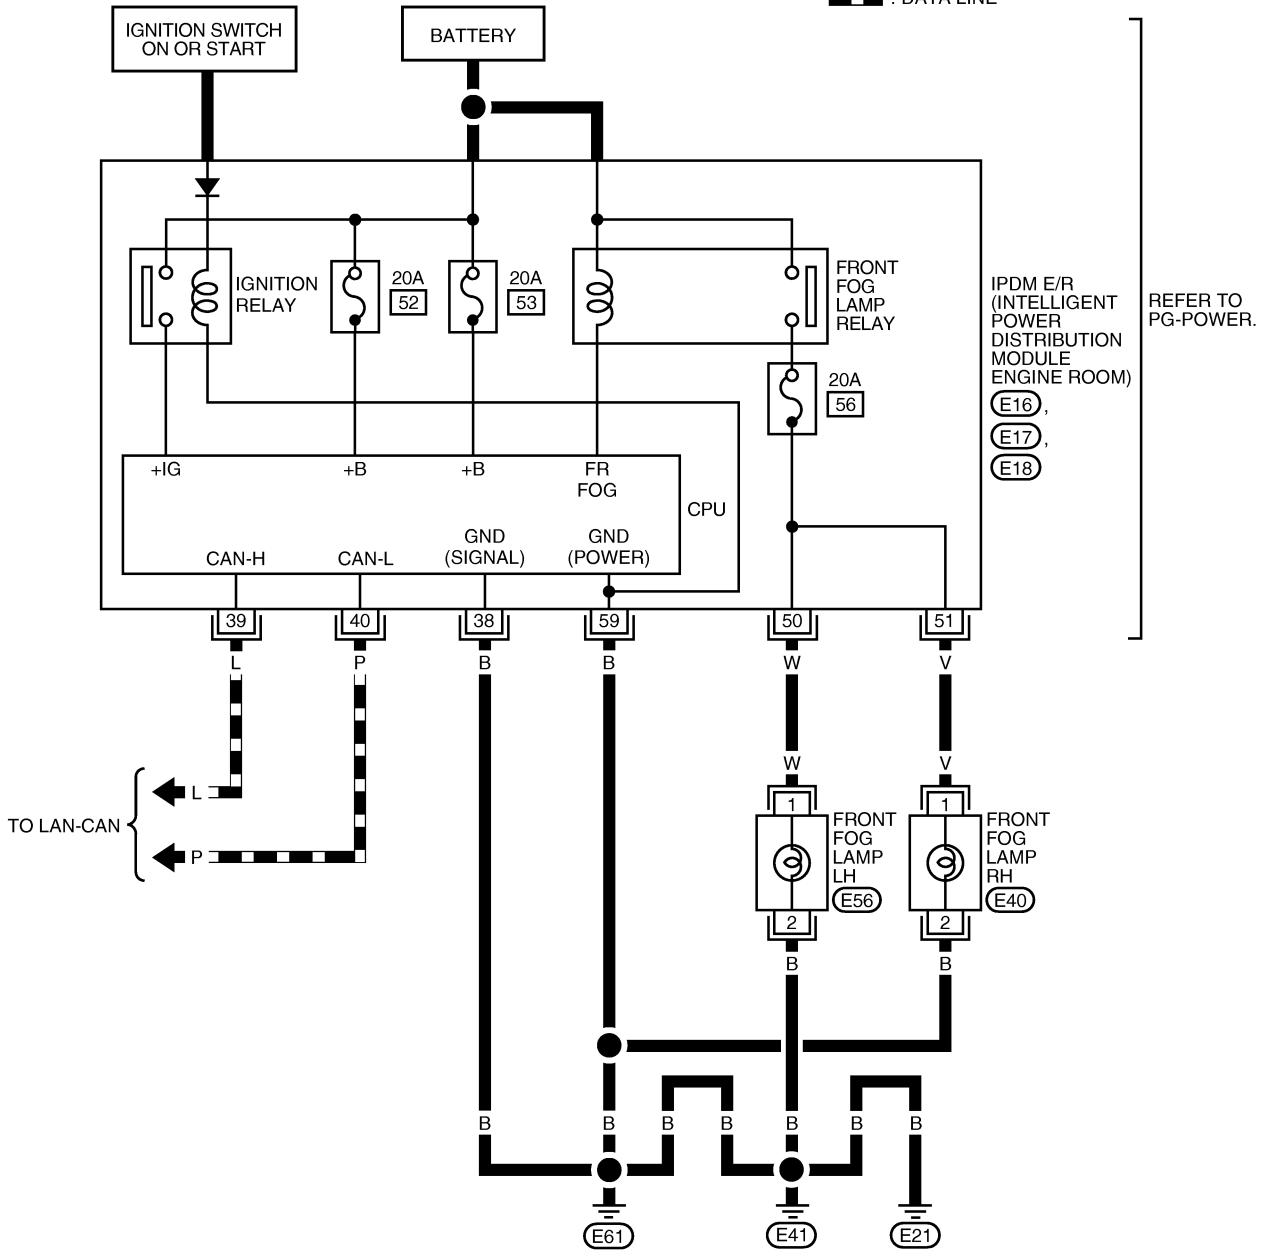 : DATA LINE
IGNITION SWITCH
ON OR START
BATTERY
IGNITION
RELAY
20A
52
20A
53
FRONT
FOG
LAMP
RELAY
20A
56
IPDM E/R
(INTELLIGENT
POWER
DISTRIBUTION
MODULE
ENGINE ROOM)
E16 ,
E17 ,
E18
REFER TO
PG-POWER.
+IG
+B
+B
FR
FOG
CPU
CAN-H
CAN-L
GND
(SIGNAL)
GND
(POWER)
39
40
38
59
50
51
L
P
B
B
W
V
W
V
L
P
TO LAN-CAN
1
1
FRONT
FOG
LAMP
LH
E56
FRONT
FOG
LAMP
RH
E40
2
2
B
B
B
B
B
B
B
B
B
E61
E41
E21